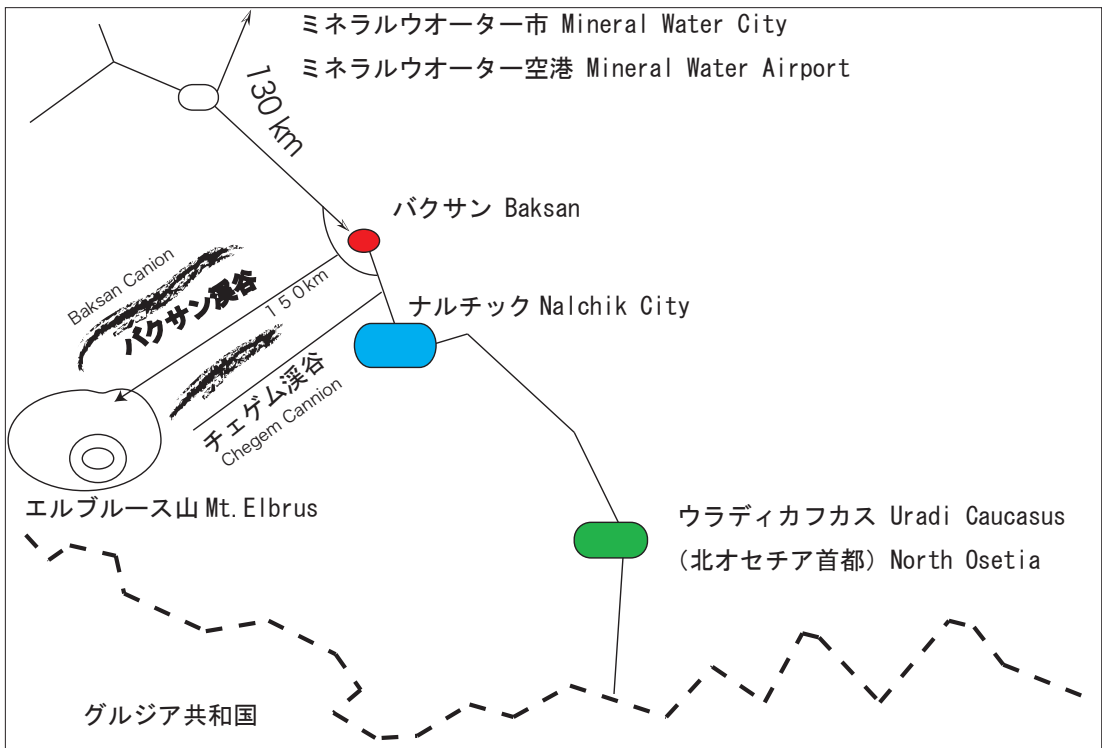 ミネラルウオーター市 Mineral Water City
ミネラルウオーター空港 Mineral Water Airport
130km
バクサン Baksan
Baksan Canion
バクサン渓谷
150km
ナルチック Nalchik City
チェゲム渓谷
Chegem Cannion
エルブルース山 Mt.Elbrus
ウラディカフカス Uradi Caucasus
(北オセチア首都) North Osetia
グルジア共和国